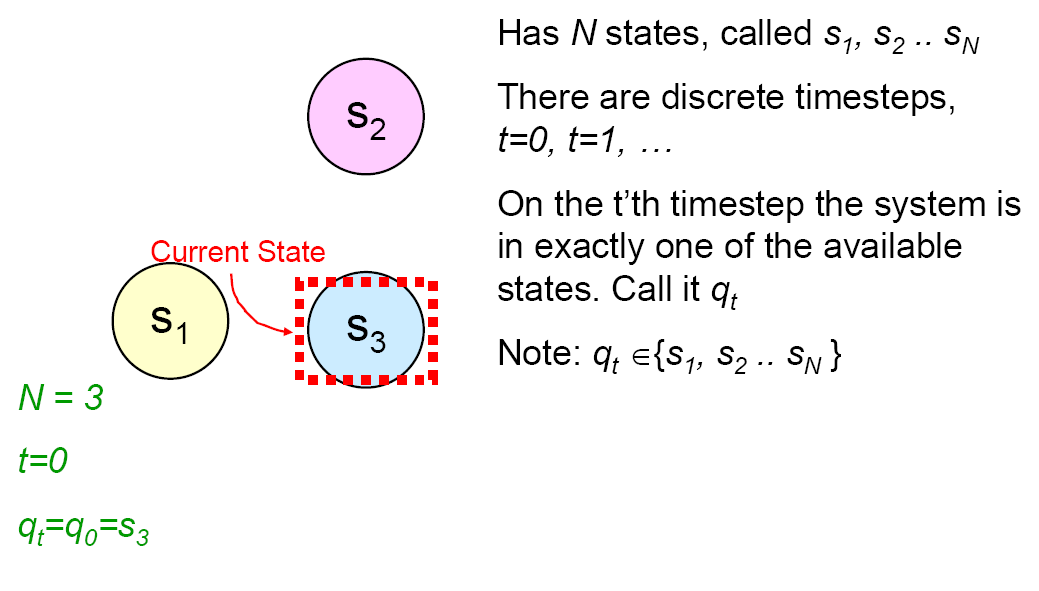 Has N states, called s1, s2 .. sN
There are discrete timesteps,
t=0, t=1, …
On the t’th timestep the system is
in exactly one of the available
states. Call it qt
Note: qt ∈{s1, s2 .. sN }
s2
Current State
s1
s3
N = 3
t=0
qt=q0=s3